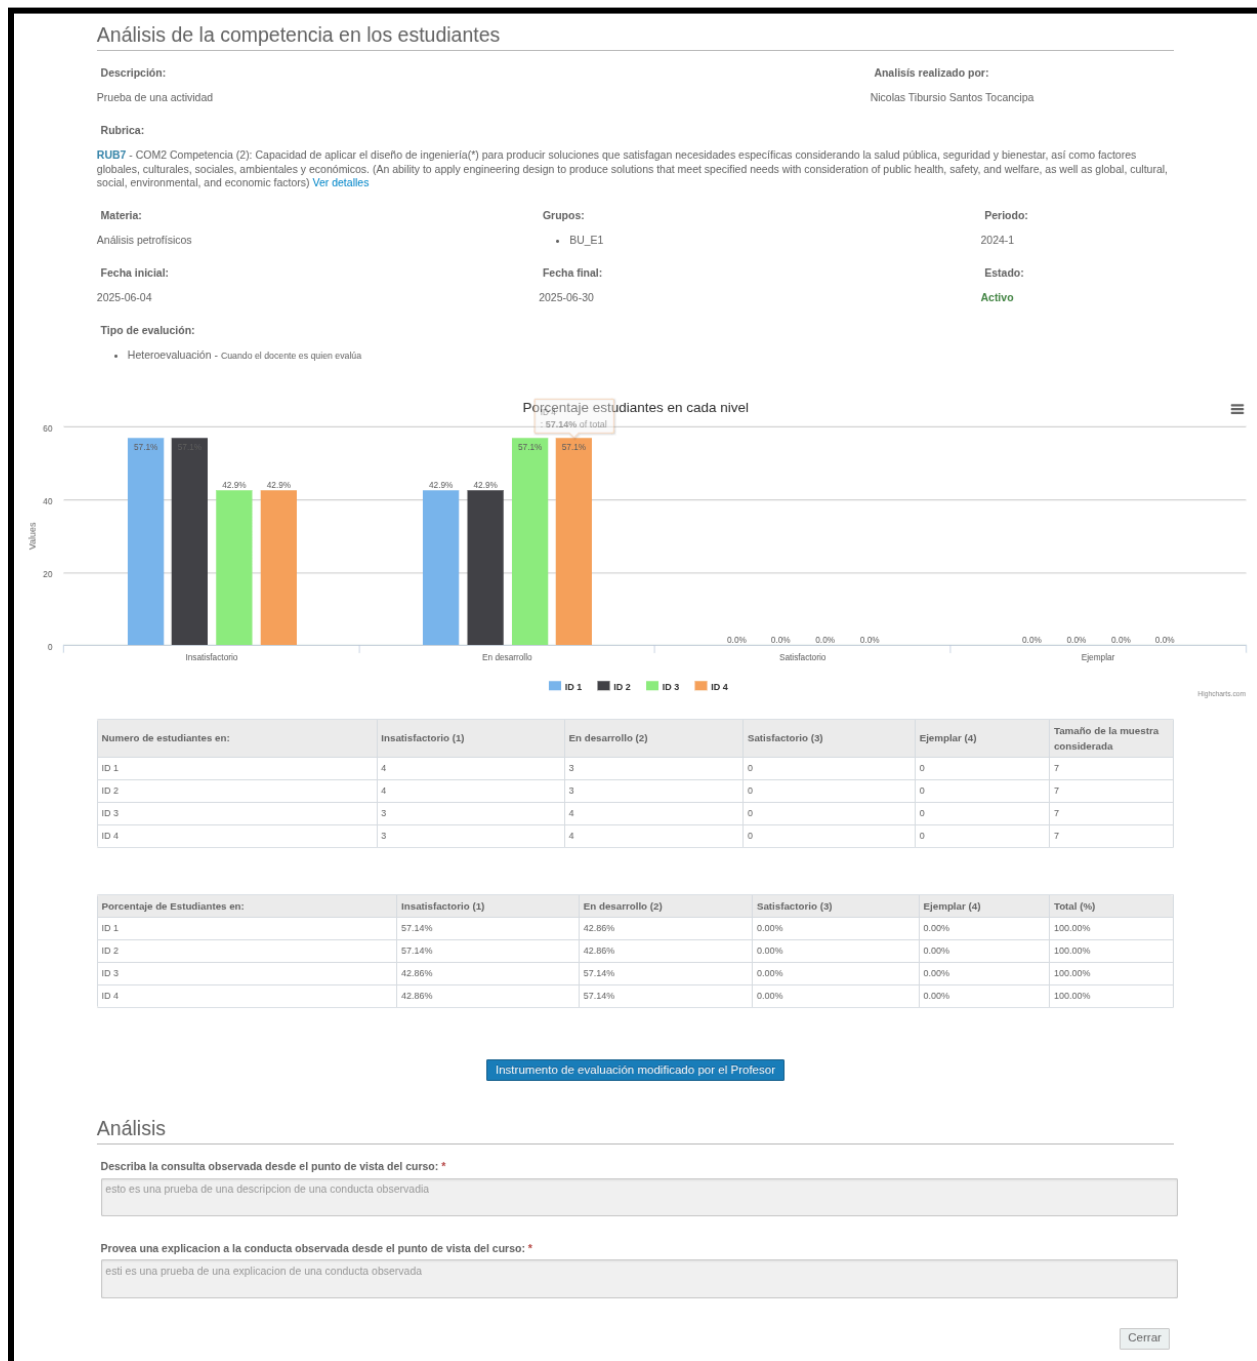 Análisis de la competencia en los estudiantes
Descripción: Analisís realizado por:
Prueba de una actividad Nicolas Tibursio Santos Tocancipa
Rubrica:
RUB7 - COM2 Competencia (2): Capacidad de aplicar el diseño de ingeniería(*) para producir soluciones que satisfagan necesidades específicas considerando la salud pública, seguridad y bienestar, así como factores
globales, culturales, sociales, ambientales y económicos. (An ability to apply engineering design to produce solutions that meet specified needs with consideration of public health, safety, and welfare, as well as global, cultural,
social, environmental, and economic factors) Ver detalles
Materia: Grupos: Periodo:
Análisis petrofísicos • BU_E1 2024-1
Fecha inicial: Fecha final: Estado:
2025-06-04 2025-06-30 Activo
Tipo de evalución:
• Heteroevaluación - Cuando el docente es quien evalúa
Porcentaje estudiantes en cada nivel
ID 4
: 57.14% of total
60
57.1% 57.1% 57.1% 57.1%
42.9% 42.9% 42.9% 42.9%
40
Values
20
0.0% 0.0% 0.0% 0.0% 0.0% 0.0% 0.0% 0.0%
0
Insatisfactorio En desarrollo Satisfactorio Ejemplar
ID 1 ID 2 ID 3 ID 4
Highcharts.com
Numero de estudiantes en: Insatisfactorio (1) En desarrollo (2) Satisfactorio (3) Ejemplar (4) Tamaño de la muestra considerada
ID 1 4 3 0 0 7
ID 2 4 3 0 0 7
ID 3 3 4 0 0 7
ID 4 3 4 0 0 7
Porcentaje de Estudiantes en: Insatisfactorio (1) En desarrollo (2) Satisfactorio (3) Ejemplar (4) Total (%)
ID 1 57.14% 42.86% 0.00% 0.00% 100.00%
ID 2 57.14% 42.86% 0.00% 0.00% 100.00%
ID 3 42.86% 57.14% 0.00% 0.00% 100.00%
ID 4 42.86% 57.14% 0.00% 0.00% 100.00%
Instrumento de evaluación modificado por el Profesor
Análisis
Describa la consulta observada desde el punto de vista del curso: *
esto es una prueba de una descripcion de una conducta observadia
Provea una explicacion a la conducta observada desde el punto de vista del curso: *
esti es una prueba de una explicacion de una conducta observada
Cerrar